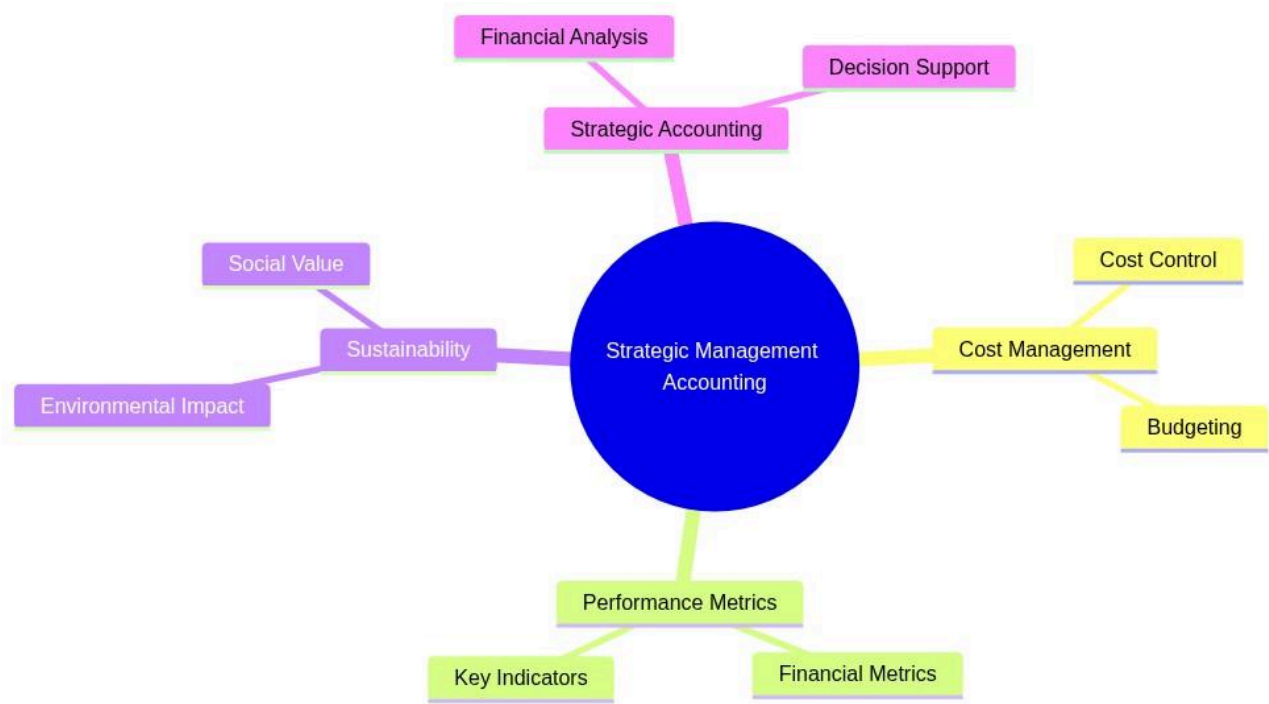 Financial Analysis
Decision Support
Strategic Accounting
Social Value
Cost Control
Sustainability
Strategic Management
Accounting
Cost Management
Environmental Impact
Budgeting
Performance Metrics
Key Indicators
Financial Metrics